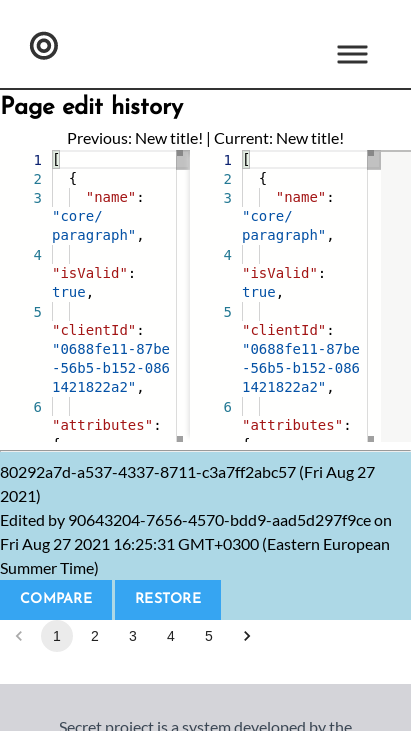 Page edit history
Previous: New title! | Current: New title!
1 [
2 {
3 "name":
"core/
paragraph",
4
"isValid":
true,
5
"clientId":
"0688fe11-87be
-56b5-b152-086
1421822a2",
6
"attributes":
{
1 [
2 {
3 "name":
"core/
paragraph",
4
"isValid":
true,
5
"clientId":
"0688fe11-87be
-56b5-b152-086
1421822a2",
6
"attributes":
{
80292a7d-a537-4337-8711-c3a7ff2abc57 (Fri Aug 27
2021)
Edited by 90643204-7656-4570-bdd9-aad5d297f9ce on
Fri Aug 27 2021 16:25:31 GMT+0300 (Eastern European
Summer Time)
COMPARE RESTORE
1 2 3 4 5
Secret project is a system developed by the